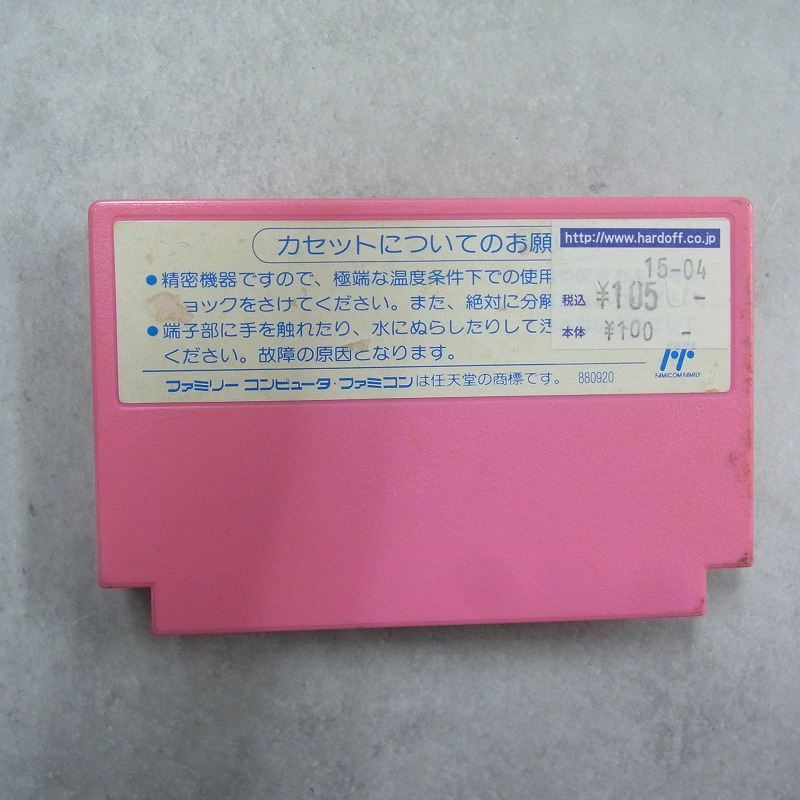 カセットについてのお願
●精密機器ですので、極端な温度条件下での使用
ョックをさけてください。また、絶対に分解
●端子部に手を触れたり、水にぬらしたりして汚
ください。故障の原因となります。
ファミリーコンピュータ・ファミコンは任天堂の商標です。 880920
FAMICOM FAMILY
http://www.hardoff.co.jp
15-04
税込 ¥105 -
本体 ¥100 -